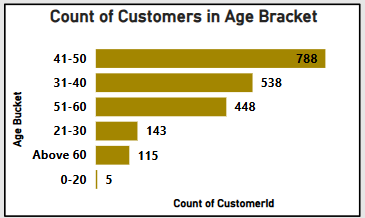 Count of Customers in Age Bracket
Age Bucket
41-50 788
31-40 538
51-60 448
21-30 143
Above 60 115
0-20 5
Count of CustomerId